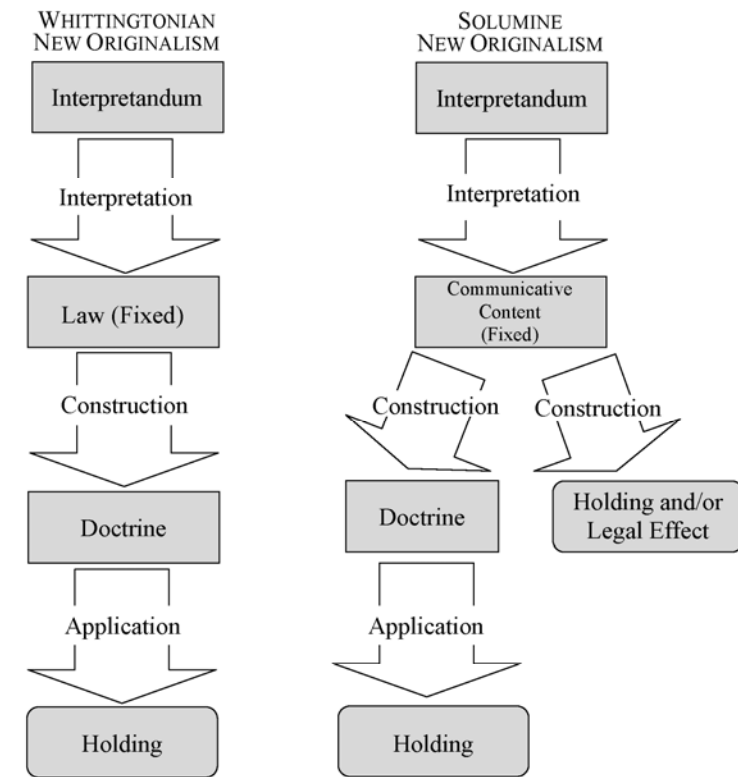 WHITTINGTONIAN
NEW ORIGINALISM
Interpretandum
Interpretation
Law (Fixed)
Construction
Doctrine
Application
Holding
SOLUMINE
NEW ORIGINALISM
Interpretandum
Interpretation
Communicative
Content
(Fixed)
Construction
Construction
Doctrine
Holding and/or
Legal Effect
Application
Holding